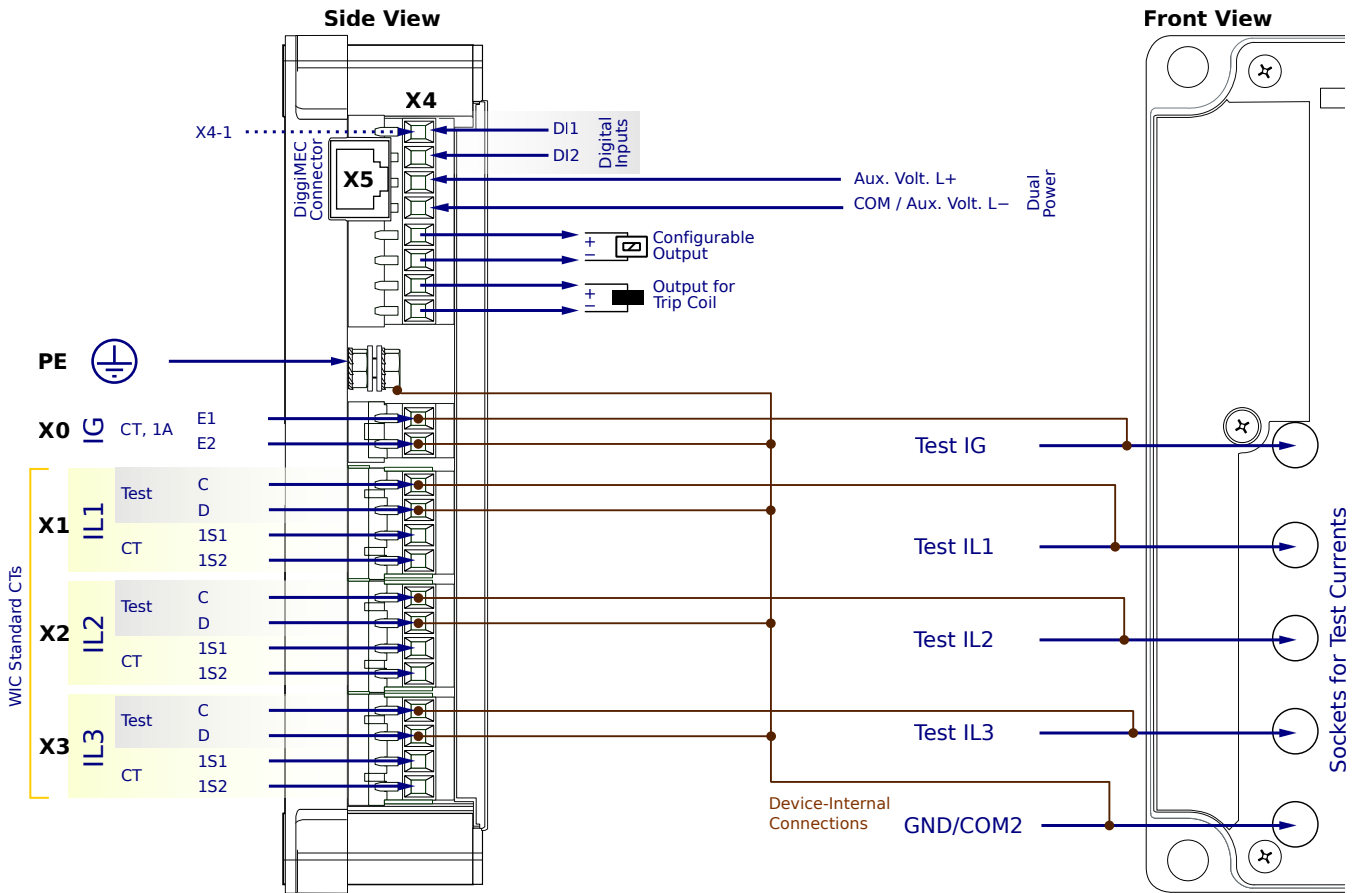 Side View
Front View
X4
X4-1
DI1
DI2
Digital
Inputs
DiggiMEC
Connector
X5
Aux. Volt. L+
COM / Aux. Volt. L−
Dual
Power
+
−
Configurable
Output
+
−
Output for
Trip Coil
PE
X0
IG
CT, 1A
E1
E2
Test IG
WIC Standard CTs
X1
IL1
Test
C
D
CT
1S1
1S2
Test IL1
X2
IL2
Test
C
D
CT
1S1
1S2
Test IL2
X3
IL3
Test
C
D
CT
1S1
1S2
Test IL3
Sockets for Test Currents
Device-Internal
Connections
GND/COM2